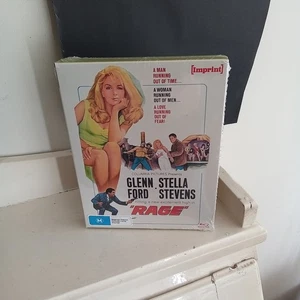 A MAN
RUNNING
OUT OF TIME...
A WOMAN
RUNNING
OUT OF MEN...
A LOVE
RUNNING
OUT OF
FEAR!
Imprint
GLENN FORD
STELLA STEVENS
"RAGE"
M